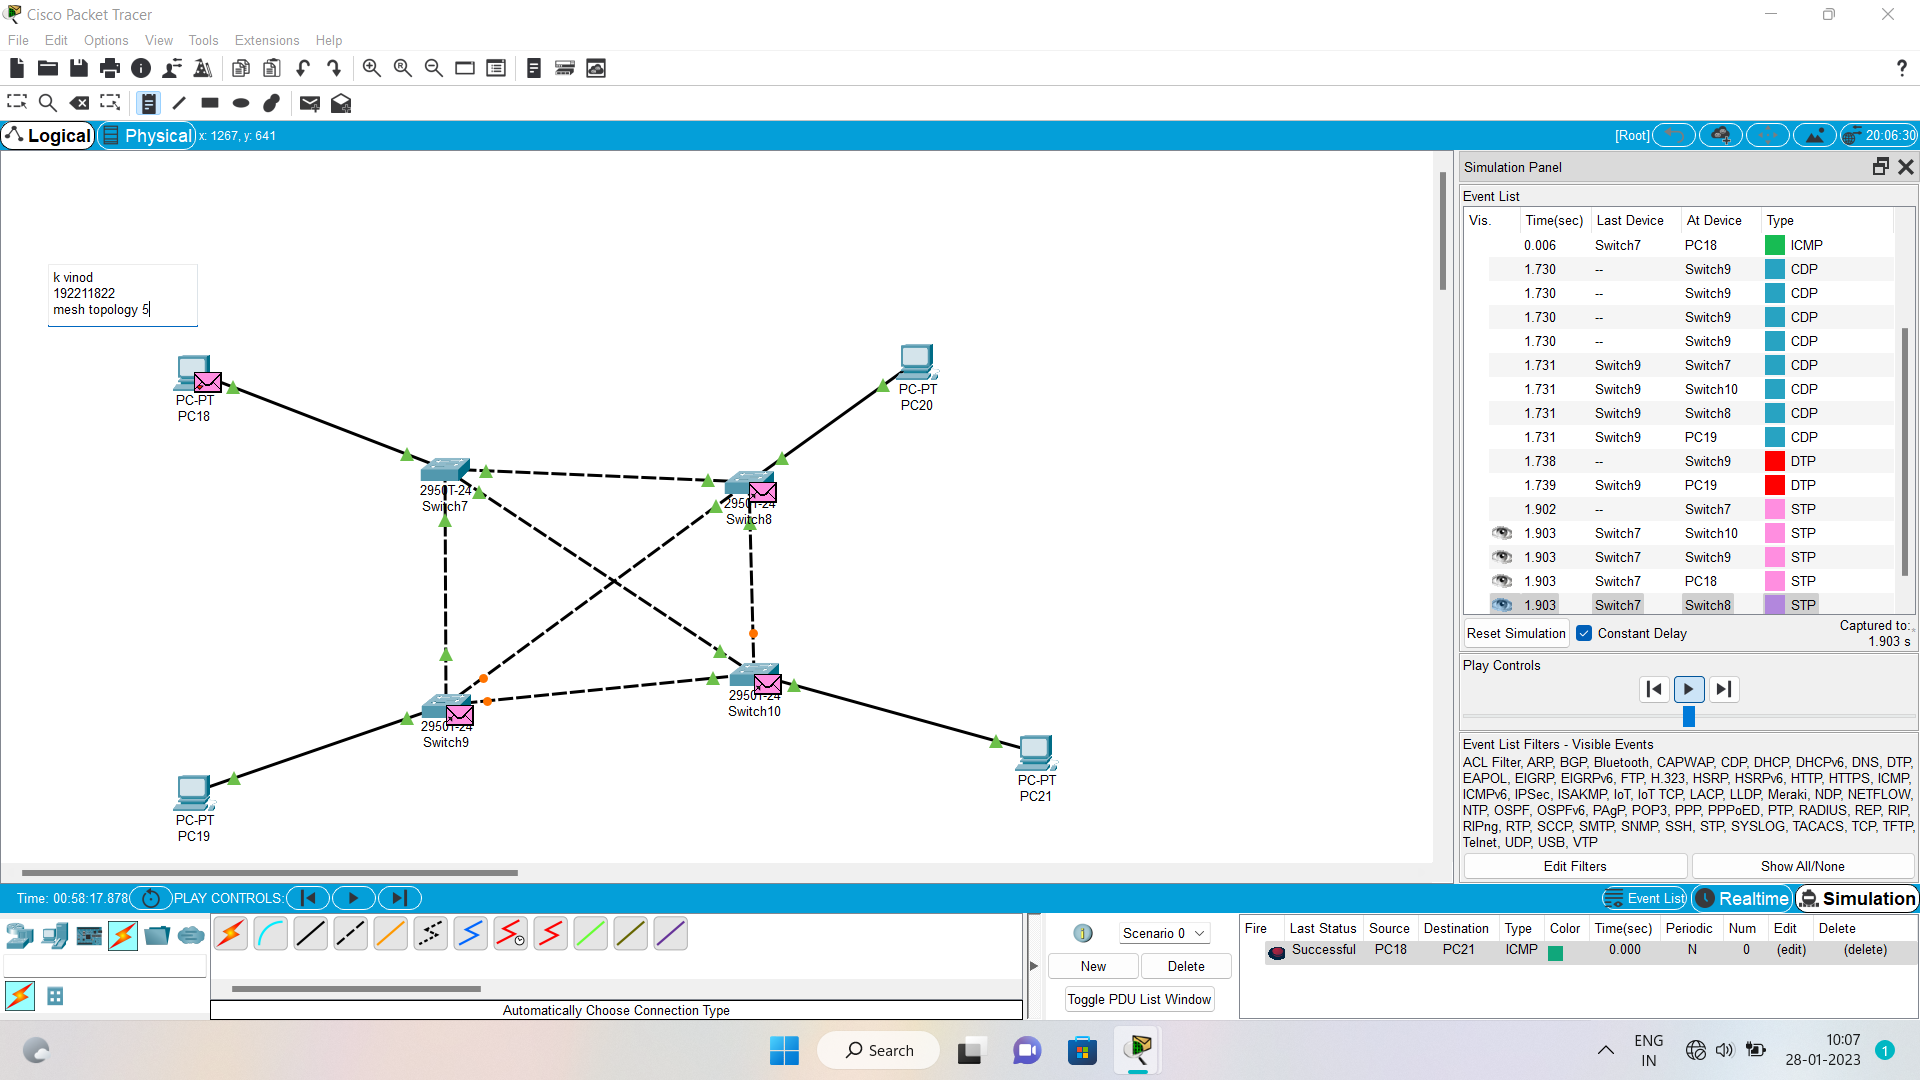 Cisco Packet Tracer
File Edit Options View Tools Extensions Help
?
Logical Physical x: 1267, y: 641 [Root] 20:06:30
k vinod
192211822
mesh topology 5
PC-PT
PC18
PC-PT
PC20
2950T-24
Switch7
2950T-24
Switch8
2950T-24
Switch9
2950T-24
Switch10
PC-PT
PC19
PC-PT
PC21
Simulation Panel
Event List
Vis. Time(sec) Last Device At Device Type
0.006 Switch7 PC18 ICMP
1.730 -- Switch9 CDP
1.730 -- Switch9 CDP
1.730 -- Switch9 CDP
1.730 -- Switch9 CDP
1.731 Switch9 Switch7 CDP
1.731 Switch9 Switch10 CDP
1.731 Switch9 Switch8 CDP
1.731 Switch9 PC19 CDP
1.738 -- Switch9 DTP
1.739 Switch9 PC19 DTP
1.902 -- Switch7 STP
1.903 Switch7 Switch10 STP
1.903 Switch7 Switch9 STP
1.903 Switch7 PC18 STP
1.903 Switch7 Switch8 STP
Reset Simulation Constant Delay Captured to:
1.903 s
Play Controls
Event List Filters - Visible Events
ACL Filter, ARP, BGP, Bluetooth, CAPWAP, CDP, DHCP, DHCPv6, DNS, DTP,
EAPOL, EIGRP, EIGRPv6, FTP, H.323, HSRP, HSRPv6, HTTP, HTTPS, ICMP,
ICMPv6, IPSec, ISAKMP, IoT, IoT TCP, LACP, LLDP, Meraki, NDP, NETFLOW,
NTP, OSPF, OSPFv6, PAgP, POP3, PPP, PPPoED, PTP, RADIUS, REP, RIP,
RIPng, RTP, SCCP, SMTP, SNMP, SSH, STP, SYSLOG, TACACS, TCP, TFTP,
Telnet, UDP, USB, VTP
Edit Filters Show All/None
Time: 00:58:17.878 PLAY CONTROLS: Event List Realtime Simulation
Automatically Choose Connection Type
1 Scenario 0
New Delete
Toggle PDU List Window
Fire Last Status Source Destination Type Color Time(sec) Periodic Num Edit Delete
Successful PC18 PC21 ICMP 0.000 N 0 (edit) (delete)
Search
ENG
IN
10:07
28-01-2023
1